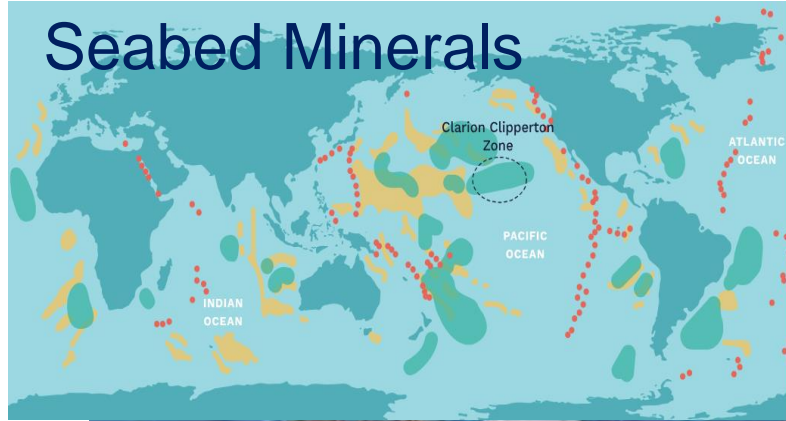 Seabed Minerals
Clarion Clipperton
Zone
ATLANTIC
OCEAN
PACIFIC
OCEAN
INDIAN
OCEAN